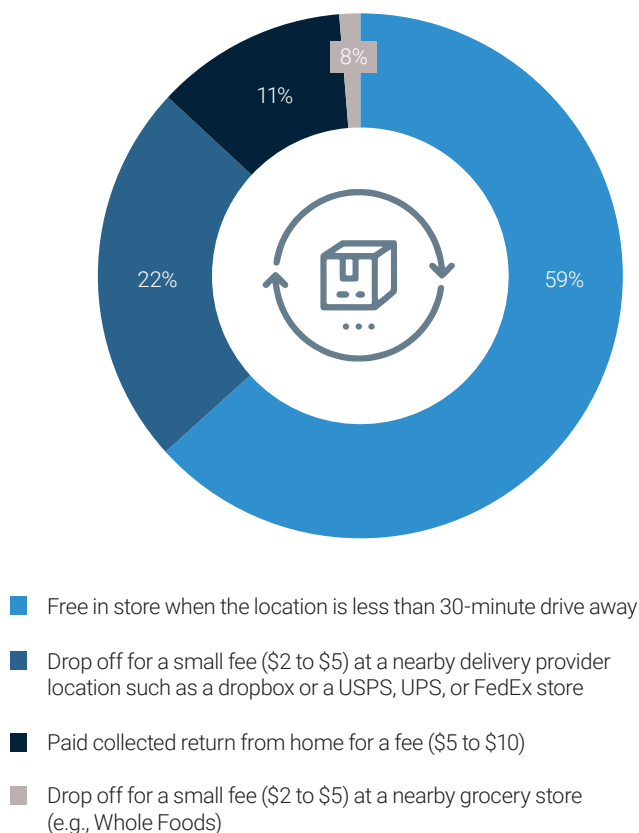 8%
11%
22%
59%
Free in store when the location is less than 30-minute drive away
Drop off for a small fee ($2 to $5) at a nearby delivery provider
location such as a dropbox or a USPS, UPS, or FedEx store
Paid collected return from home for a fee ($5 to $10)
Drop off for a small fee ($2 to $5) at a nearby grocery store
(e.g., Whole Foods)